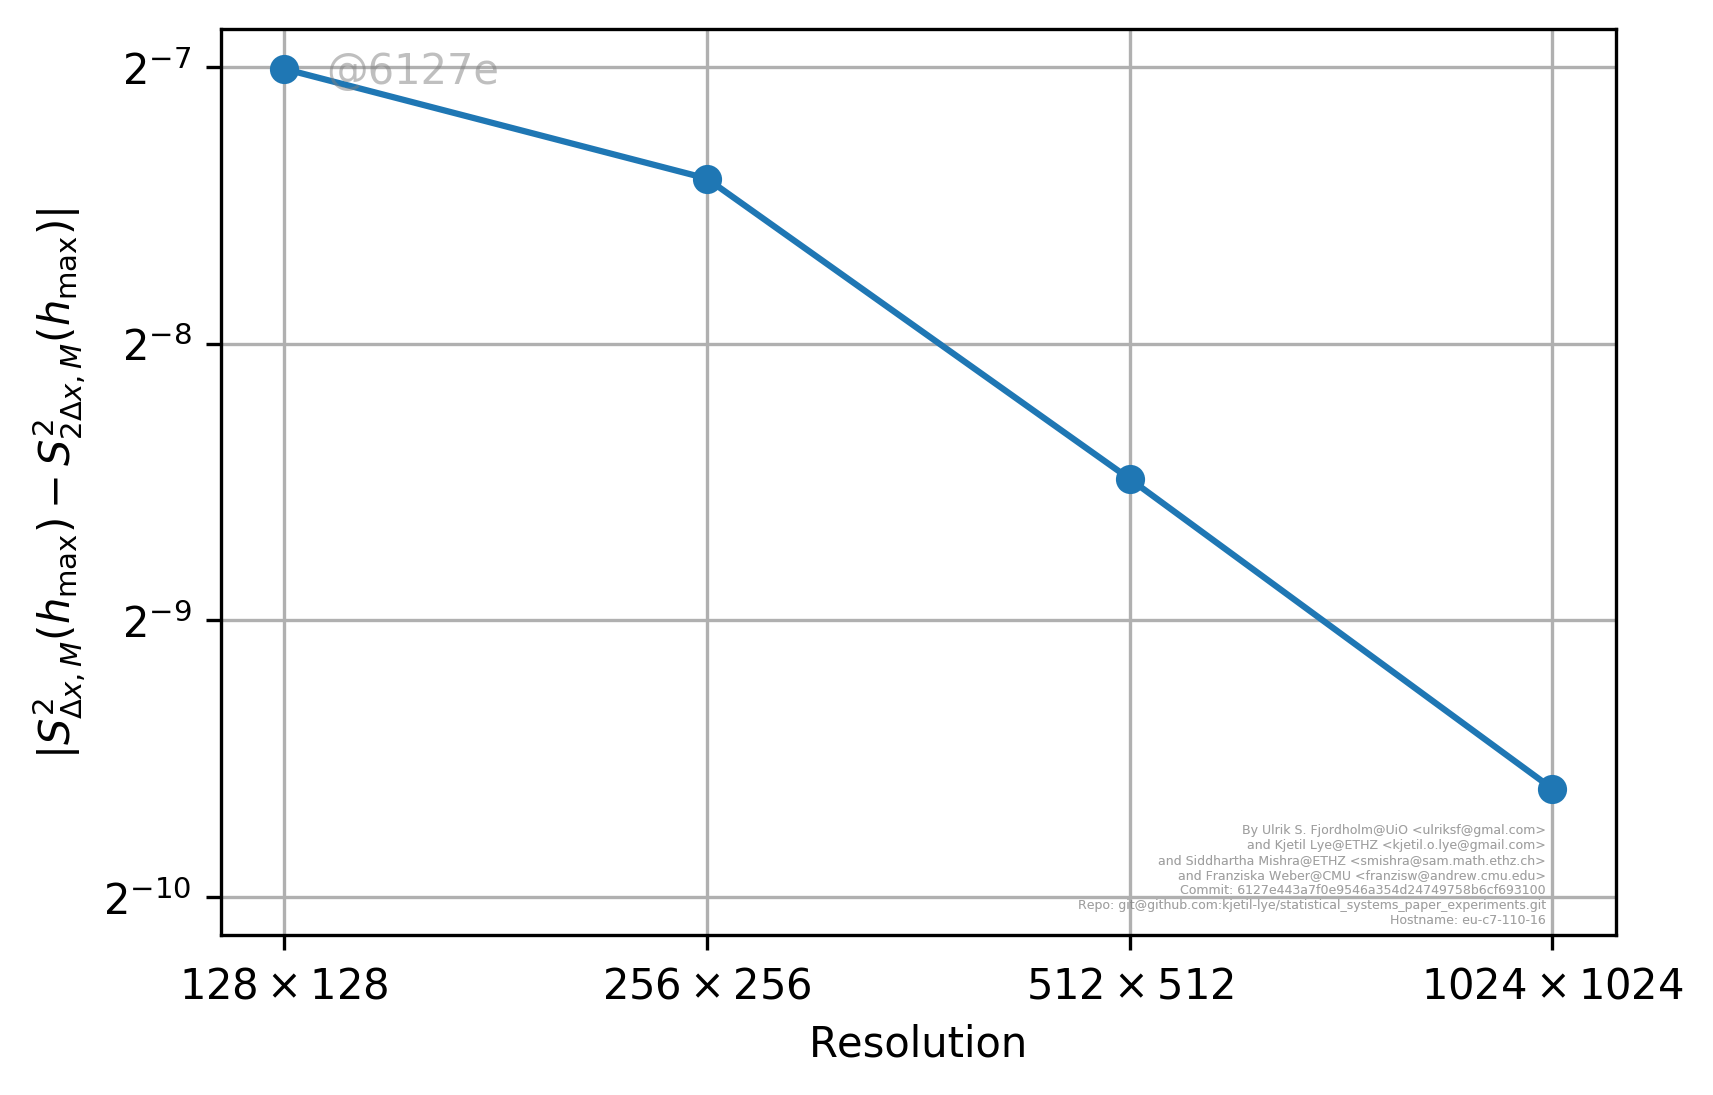 2⁻⁷
@6127e
2⁻⁸
2⁻⁹
2⁻¹⁰
|S²_{Δx, M}(h_max) − S²_{2Δx, M}(h_max)|
By Ulrik S. Fjordholm@UiO <ulriksf@gmal.com>
and Kjetil Lye@ETHZ <kjetil.o.lye@gmail.com>
and Siddhartha Mishra@ETHZ <smishra@sam.math.ethz.ch>
and Franziska Weber@CMU <franzisw@andrew.cmu.edu>
Commit: 6127e443a7f0e9546a354d24749758b6cf693100
Repo: git@github.com:kjetil-lye/statistical_systems_paper_experiments.git
Hostname: eu-c7-110-16
128 × 128
256 × 256
512 × 512
1024 × 1024
Resolution